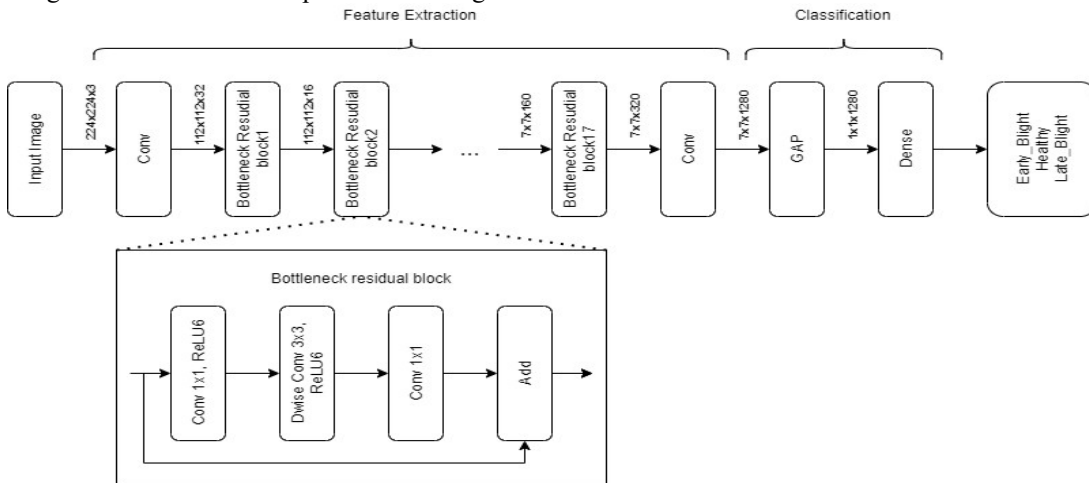 Feature Extraction
Classification
Input Image
224x224x3
Conv
112x112x32
Bottleneck Resudial
block1
112x112x16
Bottleneck Resudial
block2
...
7x7x160
Bottleneck Resudial
block17
7x7x320
Conv
7x7x1280
GAP
1x1x1280
Dense
Early_Blight
Healthy
Late_Blight
Bottleneck residual block
Conv 1x1, ReLU6
Dwise Conv 3x3,
ReLU6
Conv 1x1
Add